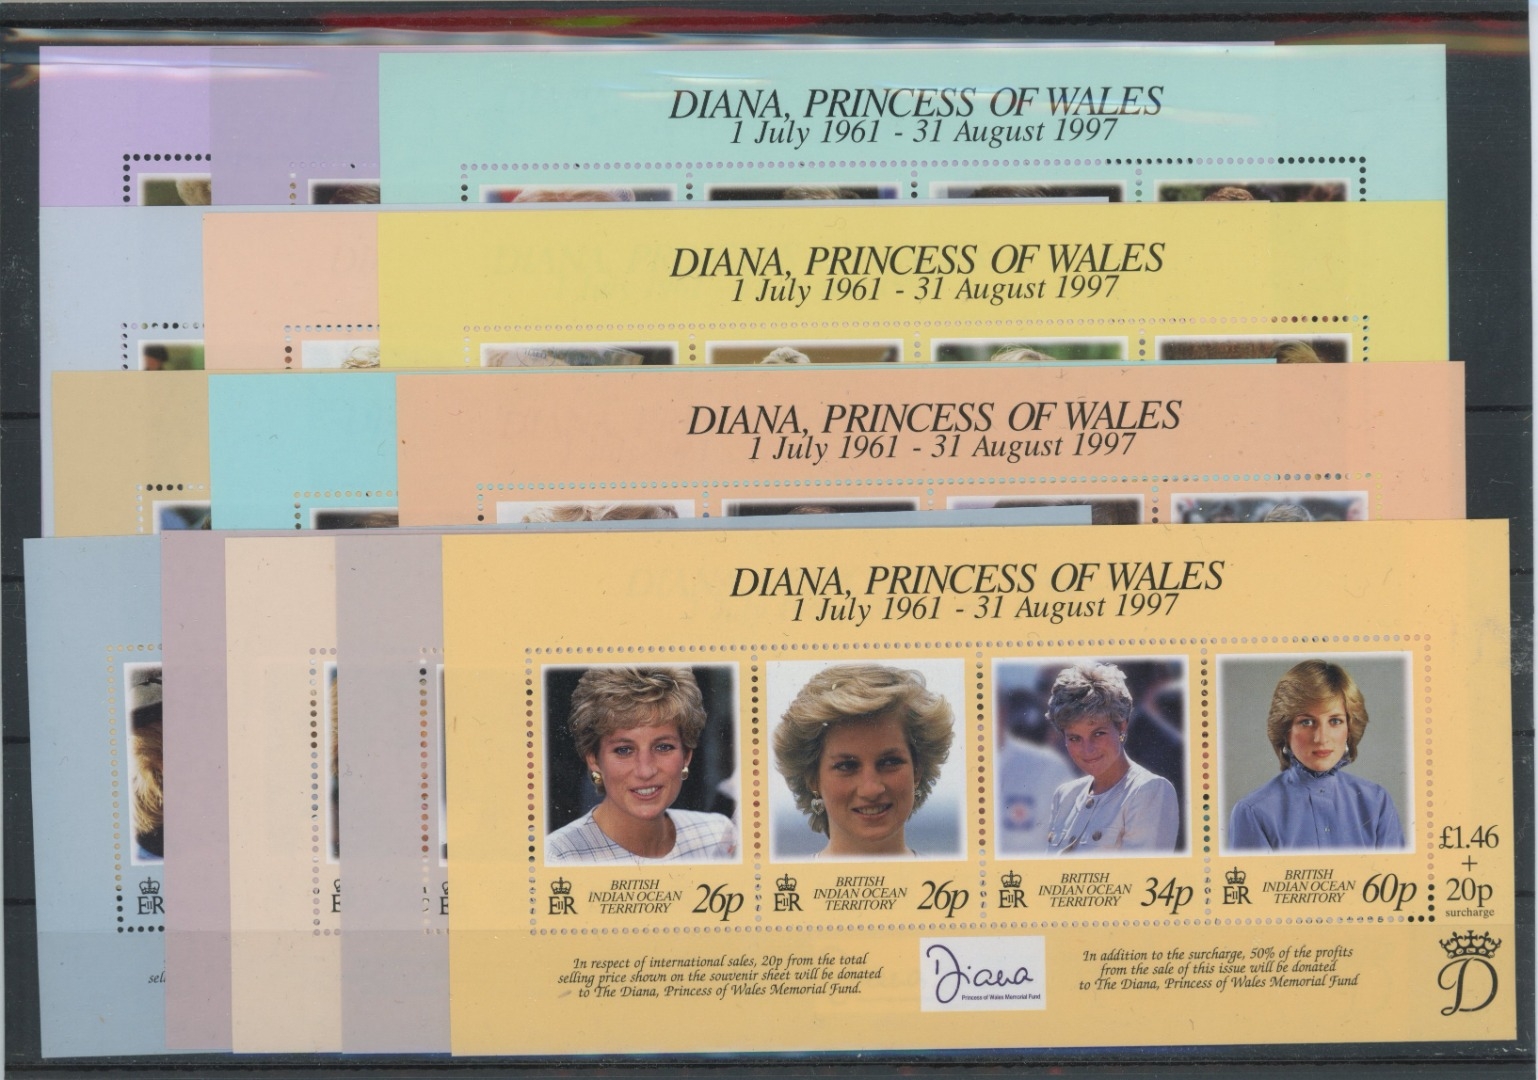 DIANA, PRINCESS OF WALES
1 July 1961 - 31 August 1997
DIANA, PRINCESS OF WALES
1 July 1961 - 31 August 1997
DIANA, PRINCESS OF WALES
1 July 1961 - 31 August 1997
DIANA, PRINCESS OF WALES
1 July 1961 - 31 August 1997
EIIR
BRITISH
INDIAN OCEAN
TERRITORY
26p
EIIR
BRITISH
INDIAN OCEAN
TERRITORY
26p
EIIR
BRITISH
INDIAN OCEAN
TERRITORY
34p
EIIR
BRITISH
INDIAN OCEAN
TERRITORY
60p
£1.46
+
20p
surcharge
In respect of international sales, 20p from the total
selling price shown on the souvenir sheet will be donated
to The Diana, Princess of Wales Memorial Fund.
Diana
Princess of Wales Memorial Fund
In addition to the surcharge, 50% of the profits
from the sale of this issue will be donated
to The Diana, Princess of Wales Memorial Fund
D
EIIR